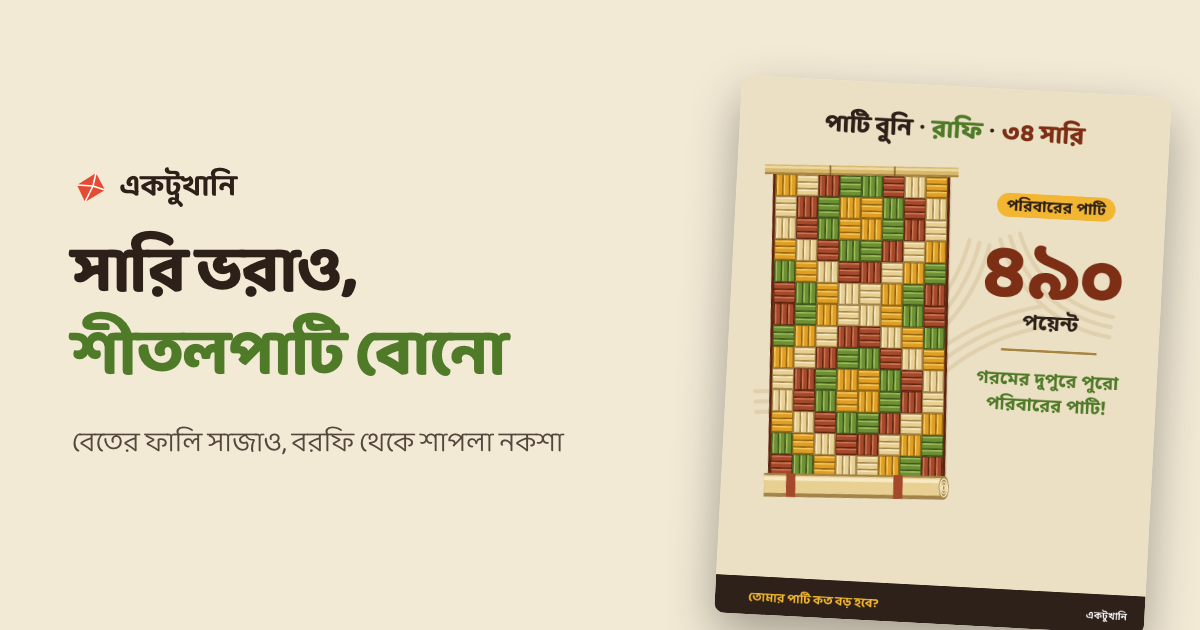 একটুখানি
সারি ভরাও,
শীতলপাটি বোনো
বেতের ফালি সাজাও, বরফি থেকে শাপলা নকশা
পাটি বুনি · রাফি · ৩৪ সারি
পরিবারের পাটি
৪৯০
পয়েন্ট
গরমের দুপুরে পুরো
পরিবারের পাটি!
তোমার পাটি কত বড় হবে?
একটুখানি